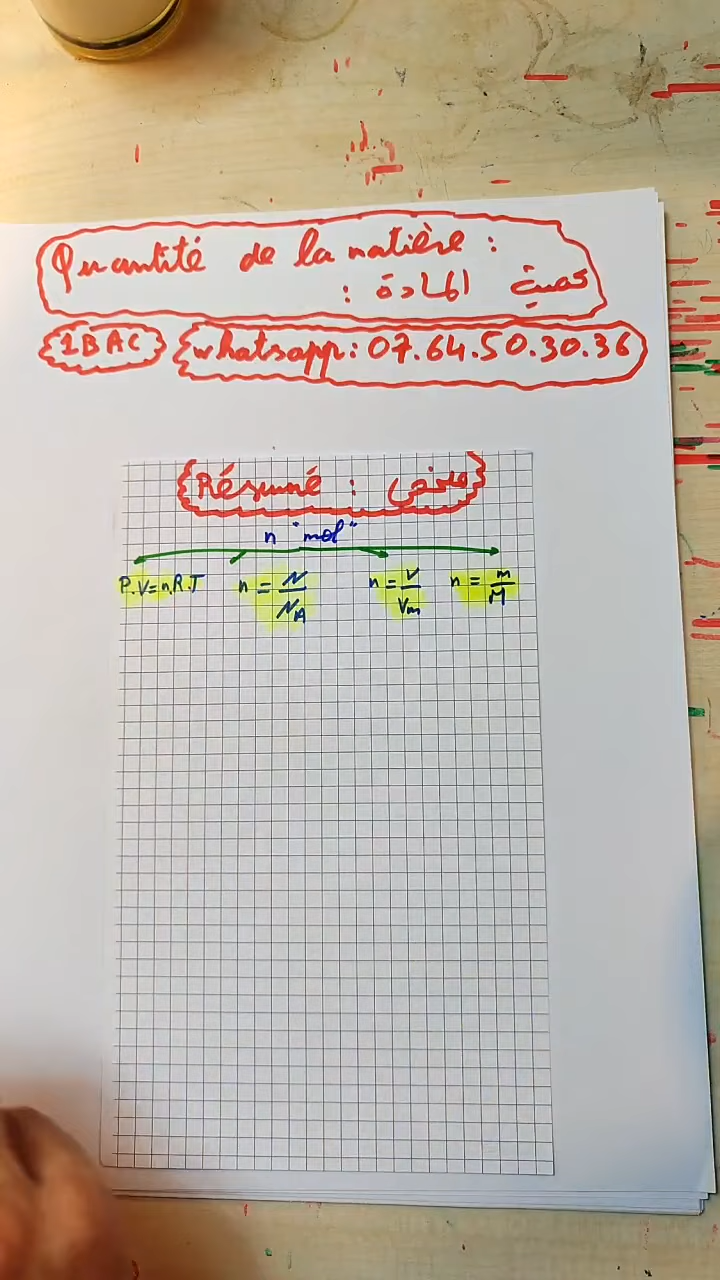 Quantité de la matière :
كمية المادة :
1BAC whatsapp: 07.64.50.30.36
Résumé : ملخص
n "mol"
P.V=n.R.T n = N/NA n = V/Vm n = m/M